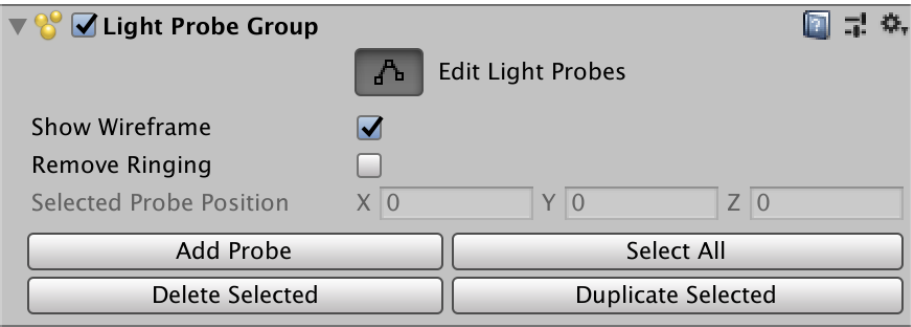 Light Probe Group
Edit Light Probes
Show Wireframe
Remove Ringing
Selected Probe Position X 0 Y 0 Z 0
Add Probe Select All
Delete Selected Duplicate Selected